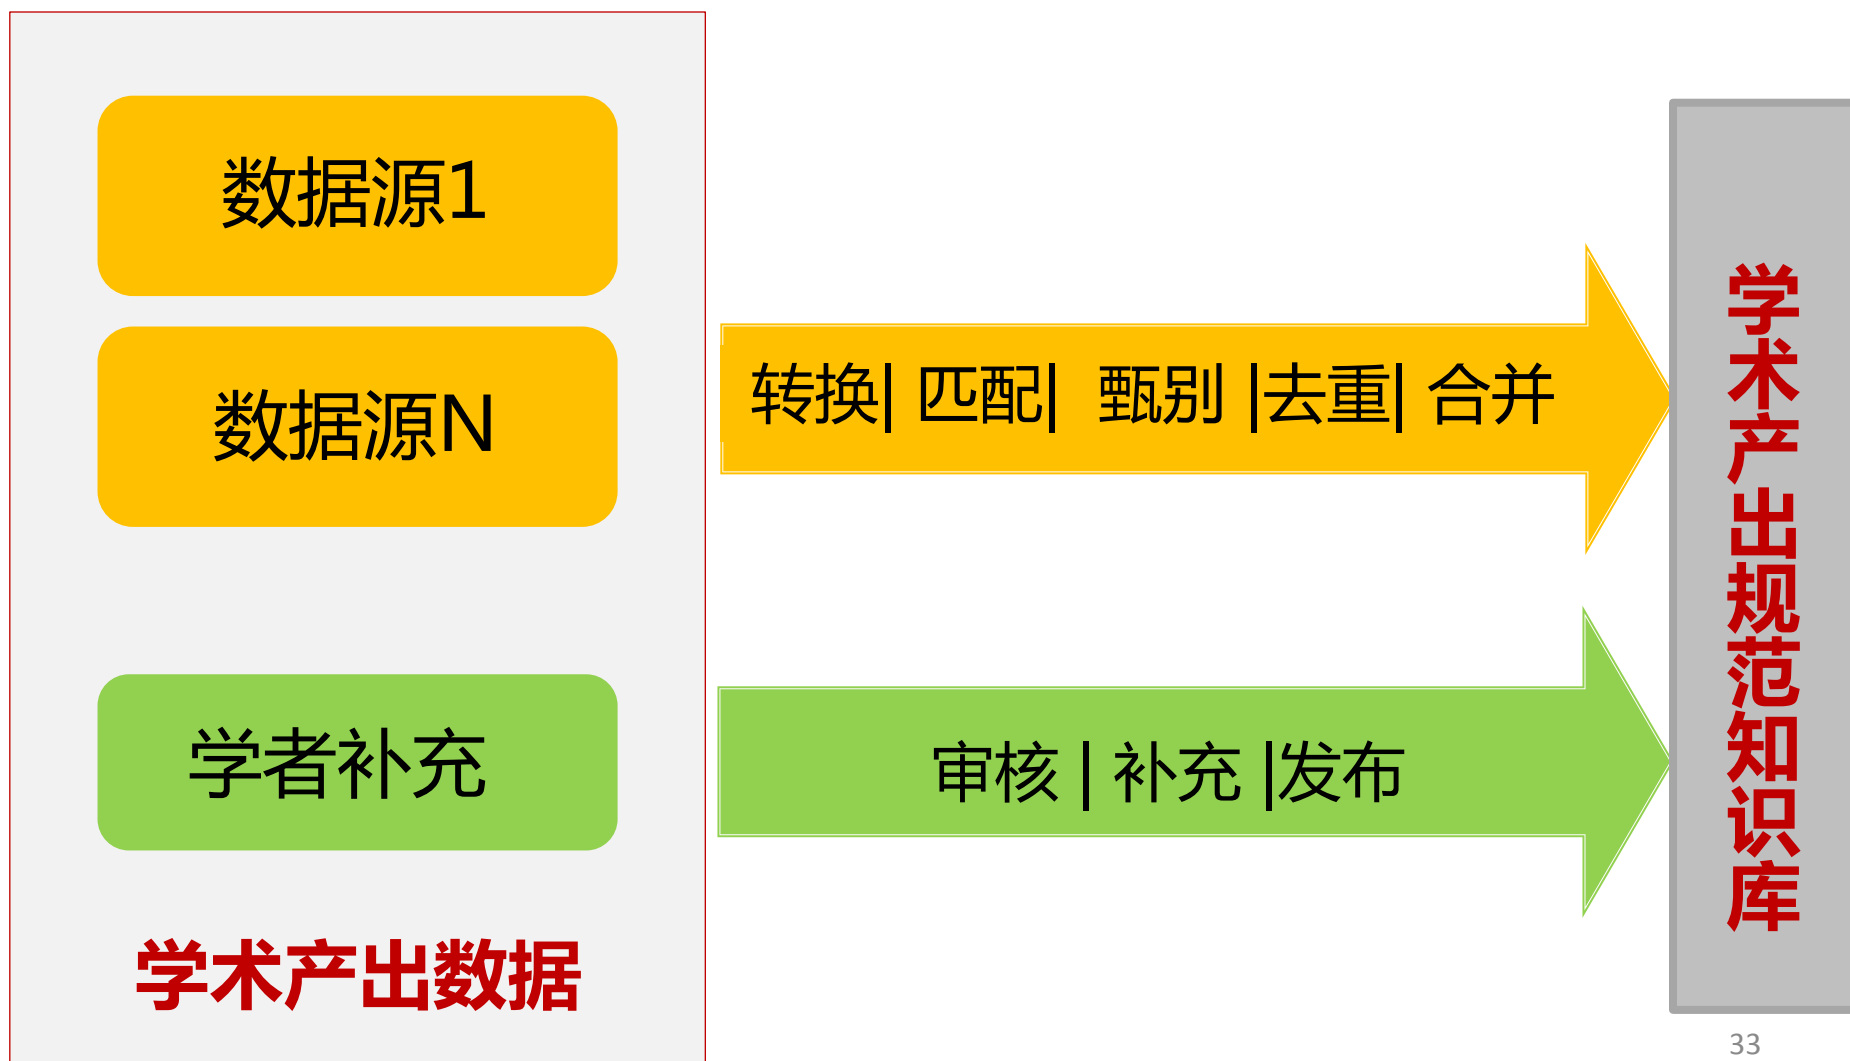 数据源1
数据源N
学者补充
学术产出数据
转换| 匹配| 甄别 |去重| 合并
审核 | 补充 |发布
学术产出规范知识库
33